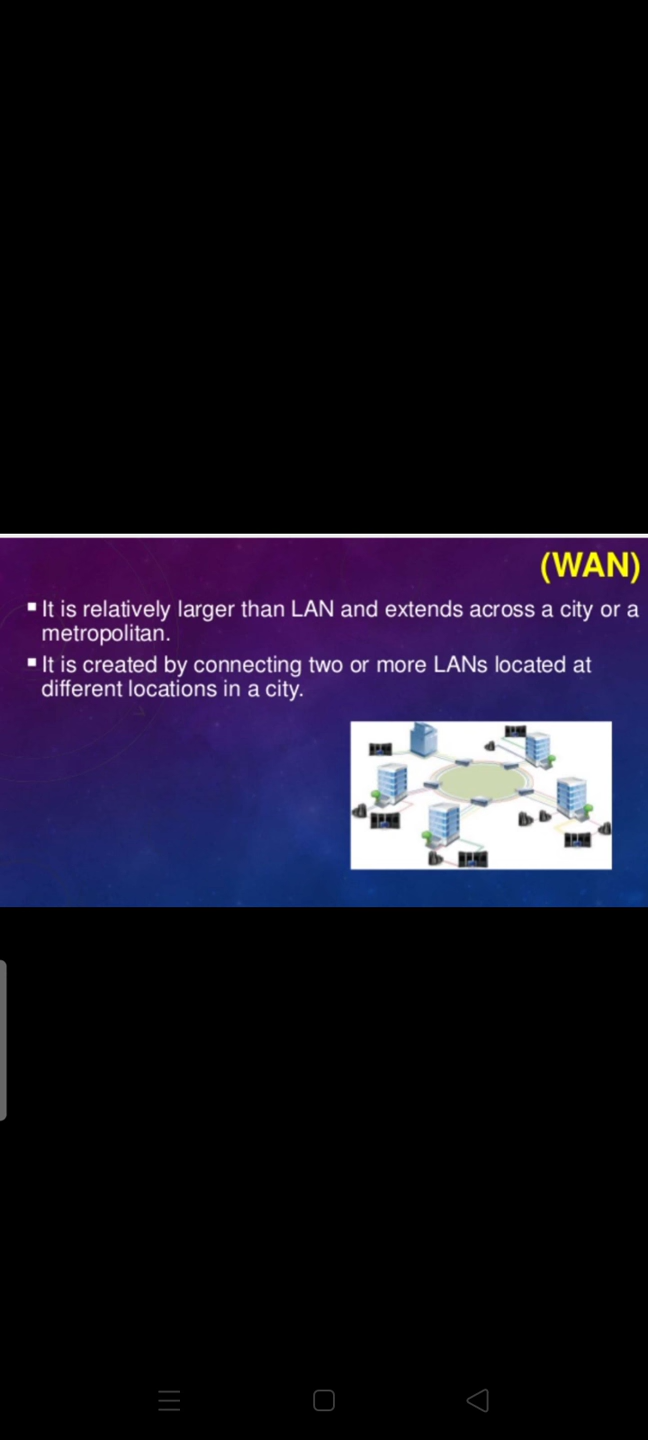 (WAN)
▪ It is relatively larger than LAN and extends across a city or a
metropolitan.
▪ It is created by connecting two or more LANs located at
different locations in a city.